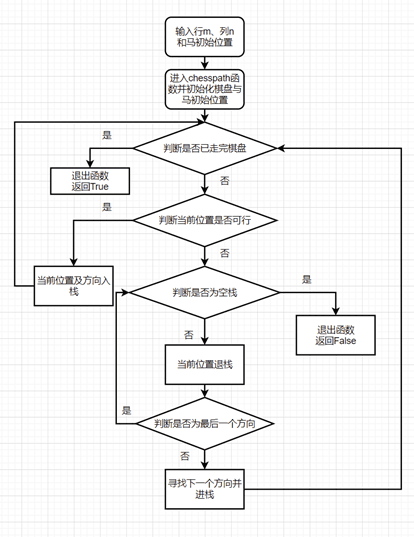 输入行m、列n
和马初始位置
进入chesspath函
数并初始化棋盘与
马初始位置
判断是否已走完棋盘
是
退出函数
返回True
否
判断当前位置是否可行
是
当前位置及方向入
栈
否
判断是否为空栈
是
退出函数
返回False
否
当前位置退栈
判断是否为最后一个方向
是
否
寻找下一个方向并
进栈